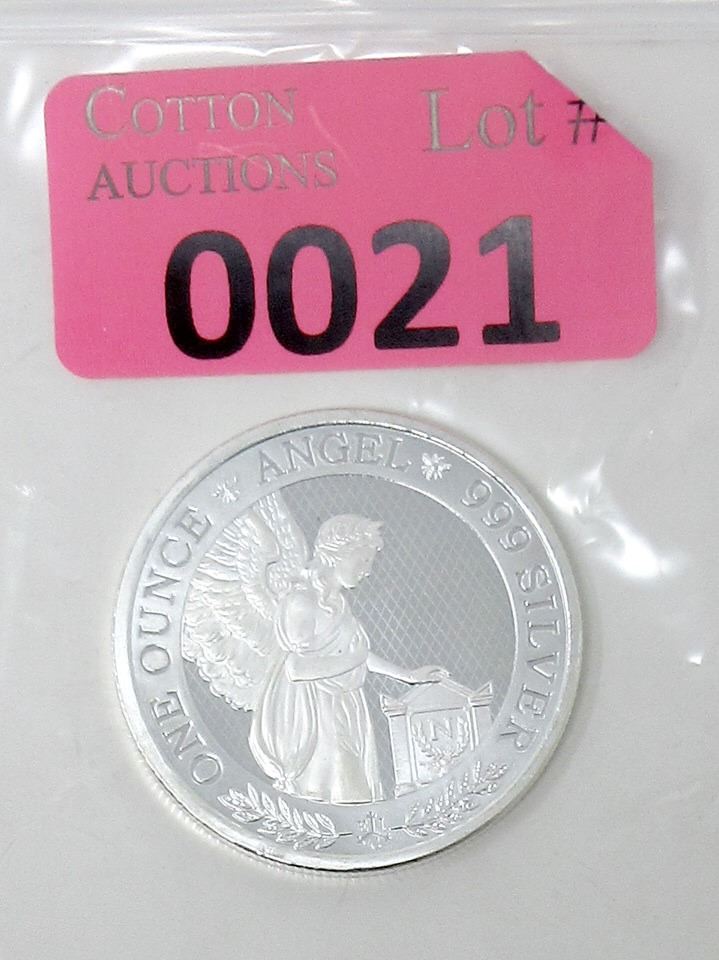 COTTON
AUCTIONS
Lot #
0021
ONE OUNCE ANGEL 999 SILVER
N